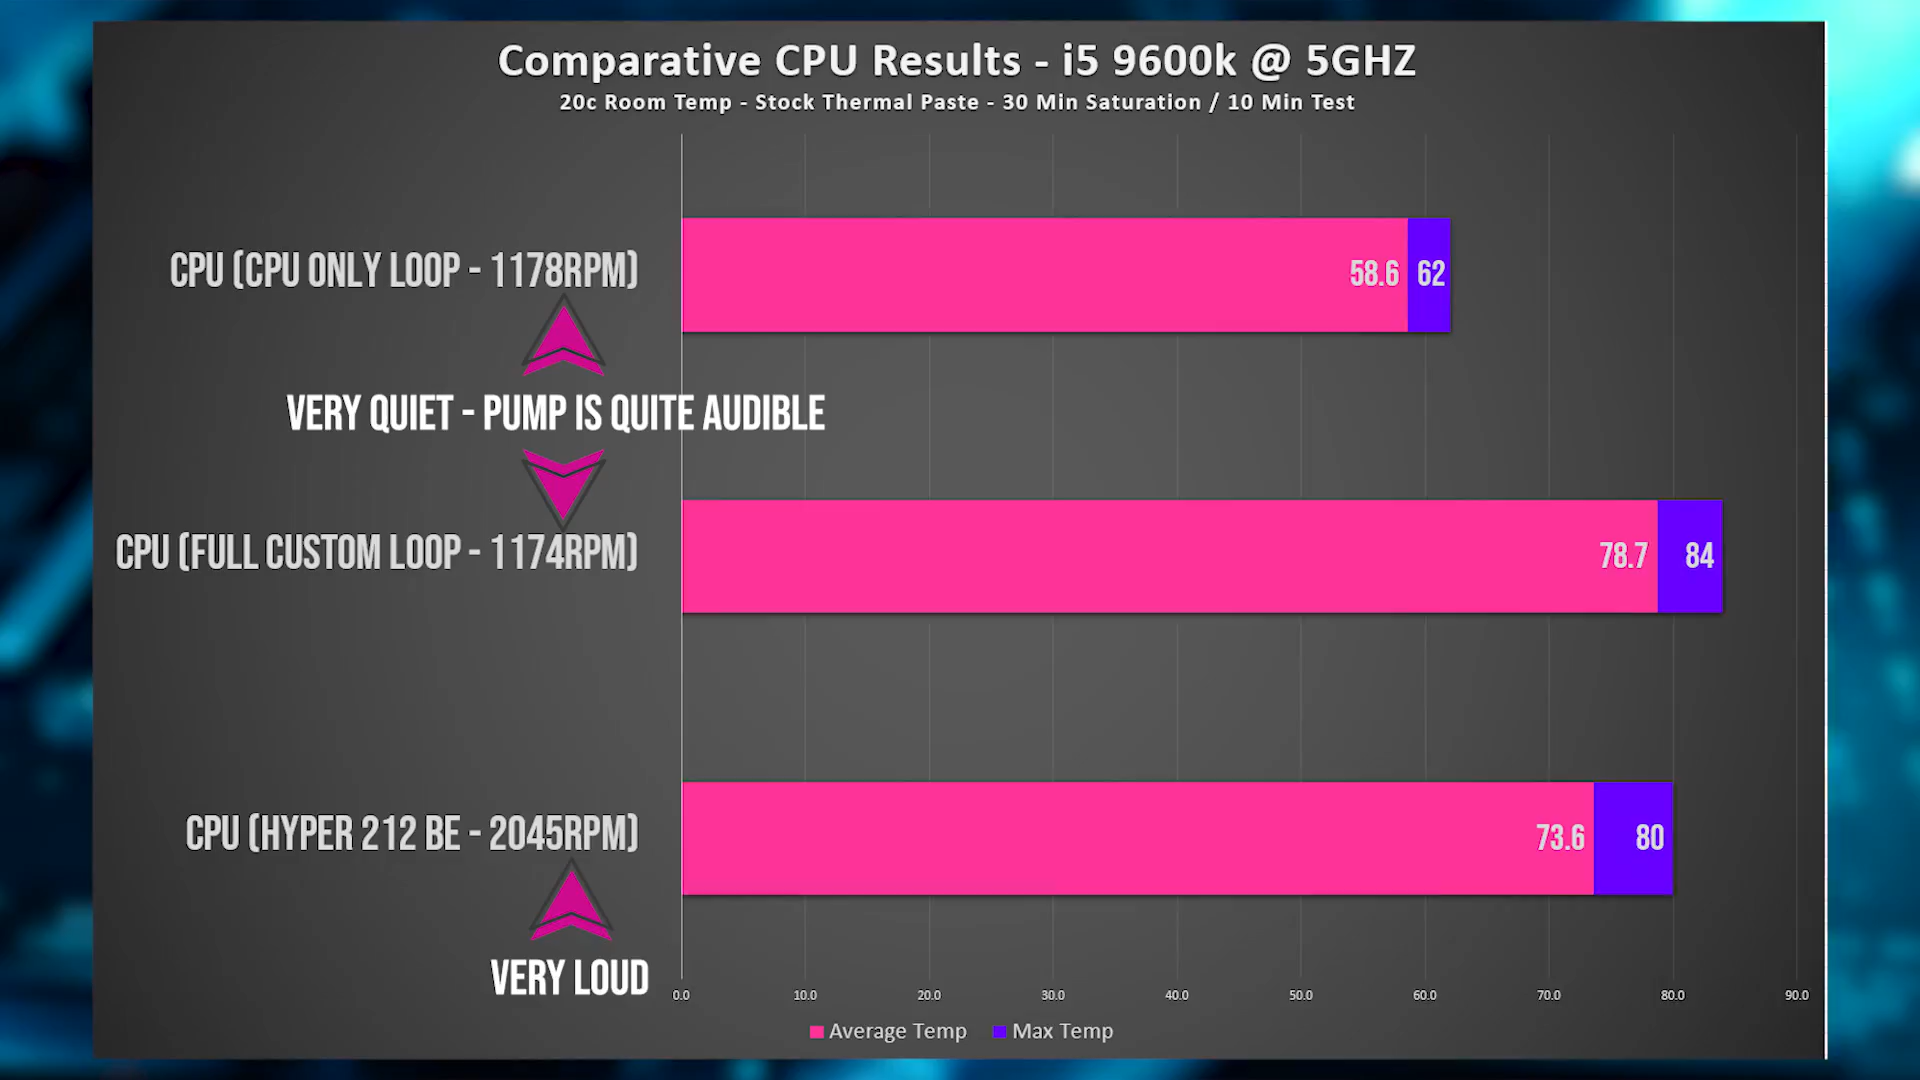 Comparative CPU Results - i5 9600k @ 5GHZ
20c Room Temp - Stock Thermal Paste - 30 Min Saturation / 10 Min Test
CPU (CPU ONLY LOOP - 1178RPM)
58.6 62
VERY QUIET - PUMP IS QUITE AUDIBLE
CPU (FULL CUSTOM LOOP - 1174RPM)
78.7 84
CPU (HYPER 212 BE - 2045RPM)
73.6 80
VERY LOUD
0.0 10.0 20.0 30.0 40.0 50.0 60.0 70.0 80.0 90.0
Average Temp Max Temp